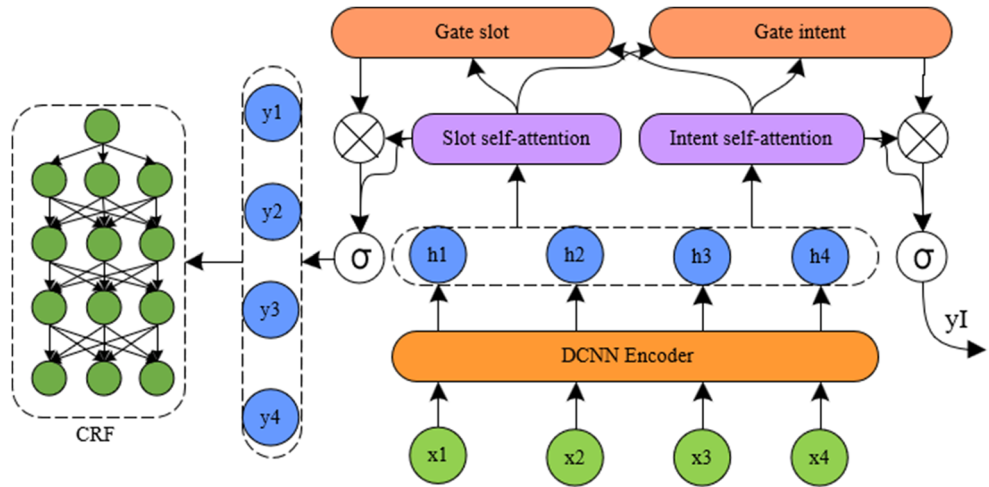 Gate slot
Gate intent
Slot self-attention
Intent self-attention
y1
y2
y3
y4
σ
h1
h2
h3
h4
σ
yI
DCNN Encoder
CRF
x1
x2
x3
x4